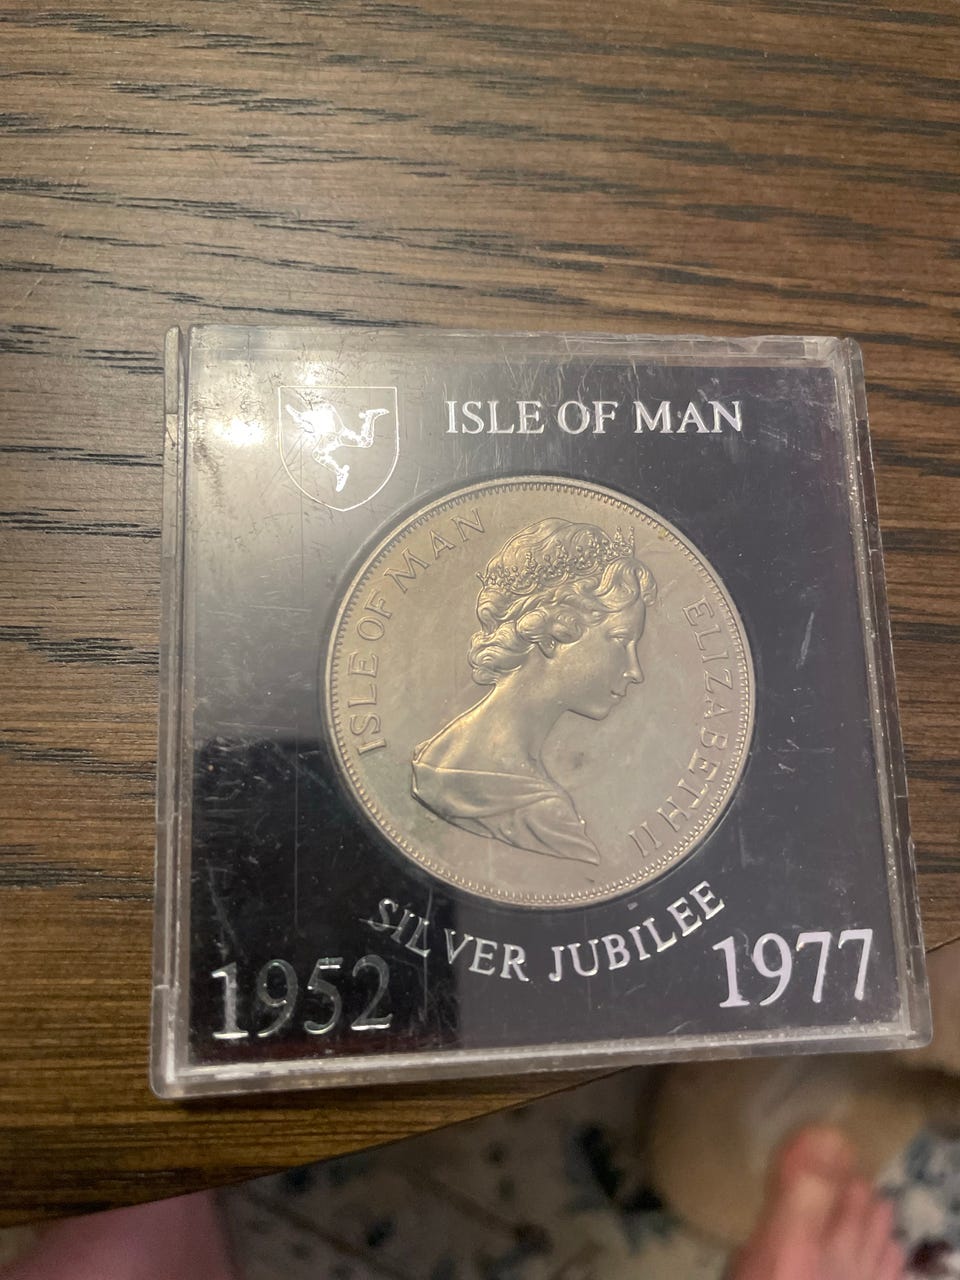 ISLE OF MAN
ISLE OF MAN
ELIZABETH II
SILVER JUBILEE
1952
1977